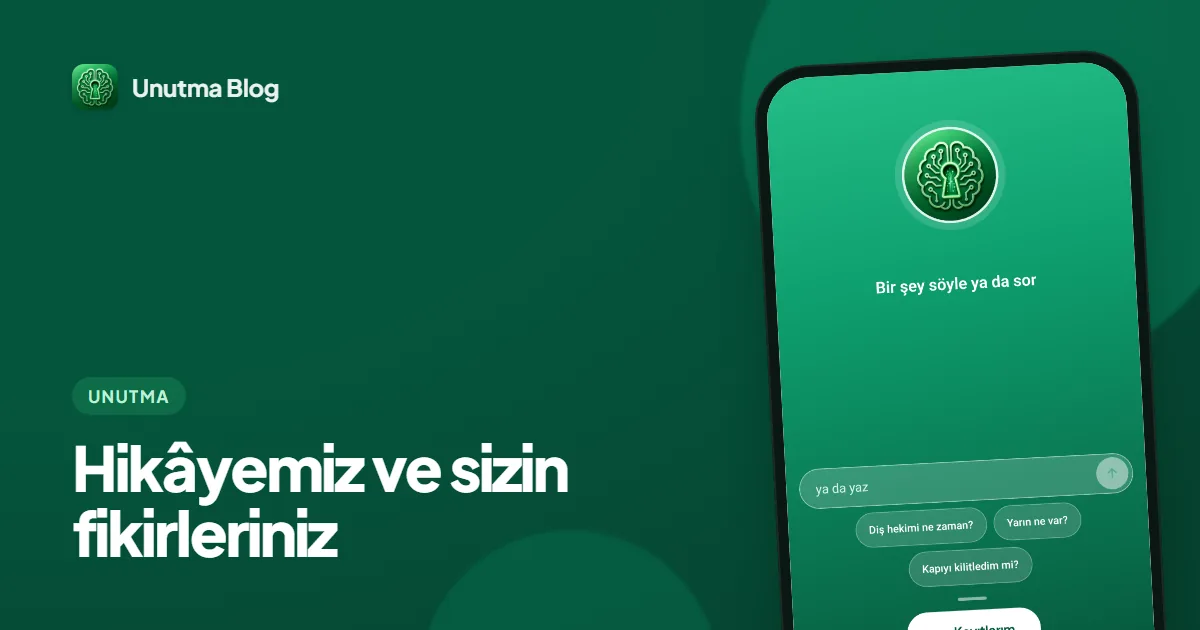 Unutma Blog
UNUTMA
Hikâyemiz ve sizin
fikirleriniz
Bir şey söyle ya da sor
ya da yaz
Diş hekimi ne zaman?
Yarın ne var?
Kapıyı kilitledim mi?
Kayıtlarım